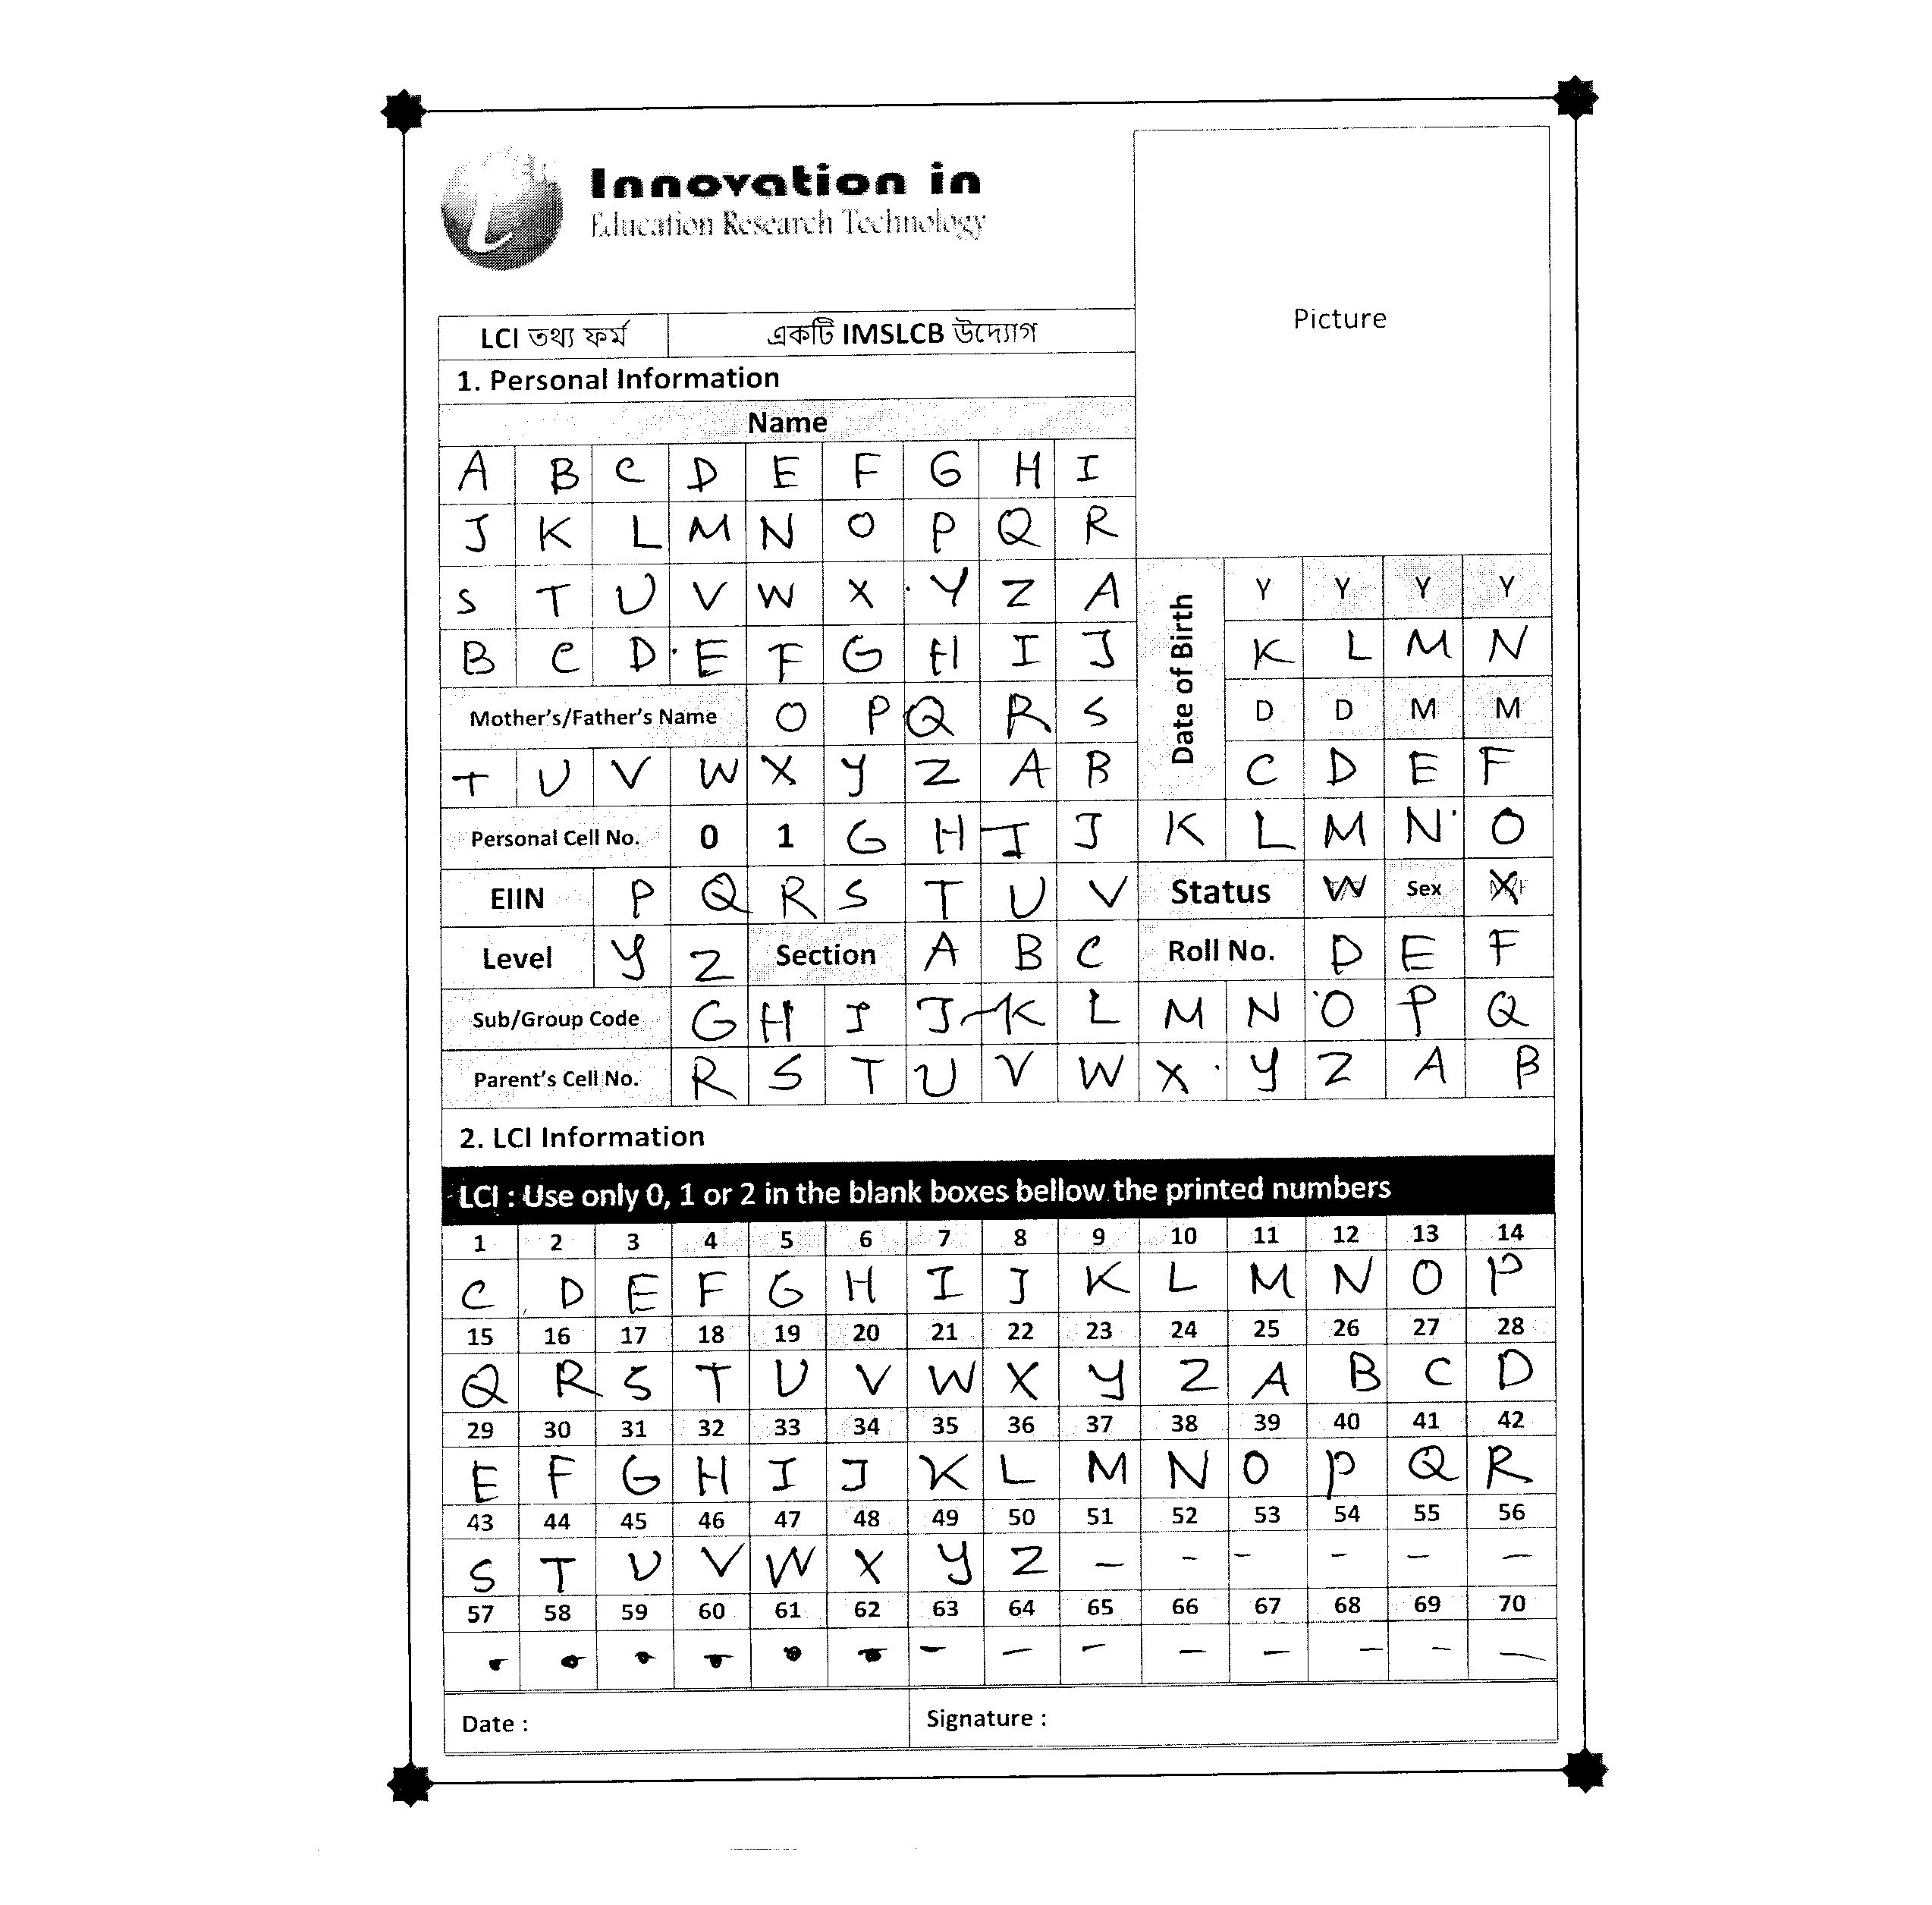 Innovation in
Education Research Technology
Picture
LCI তথ্য ফর্ম একটি IMSLCB উদ্যোগ
1. Personal Information
Name
A B C D E F G H I
J K L M N O P Q R
S T U V W X Y Z A Date of Birth Y Y Y Y
B C D E F G H I J K L M N
Mother's/Father's Name O P Q R S D D M M
T U V W X Y Z A B C D E F
Personal Cell No. 0 1 G H I J K L M N O
EIIN P Q R S T U V Status W Sex X
Level Y Z Section A B C Roll No. D E F
Sub/Group Code G H I J K L M N O P Q
Parent's Cell No. R S T U V W X Y Z A B
2. LCI Information
LCI : Use only 0, 1 or 2 in the blank boxes bellow the printed numbers
1 2 3 4 5 6 7 8 9 10 11 12 13 14
C D E F G H I J K L M N O P
15 16 17 18 19 20 21 22 23 24 25 26 27 28
Q R S T U V W X Y Z A B C D
29 30 31 32 33 34 35 36 37 38 39 40 41 42
E F G H I J K L M N O P Q R
43 44 45 46 47 48 49 50 51 52 53 54 55 56
S T U V W X Y Z - - - - - -
57 58 59 60 61 62 63 64 65 66 67 68 69 70
- - - - - - - -
Date : Signature :